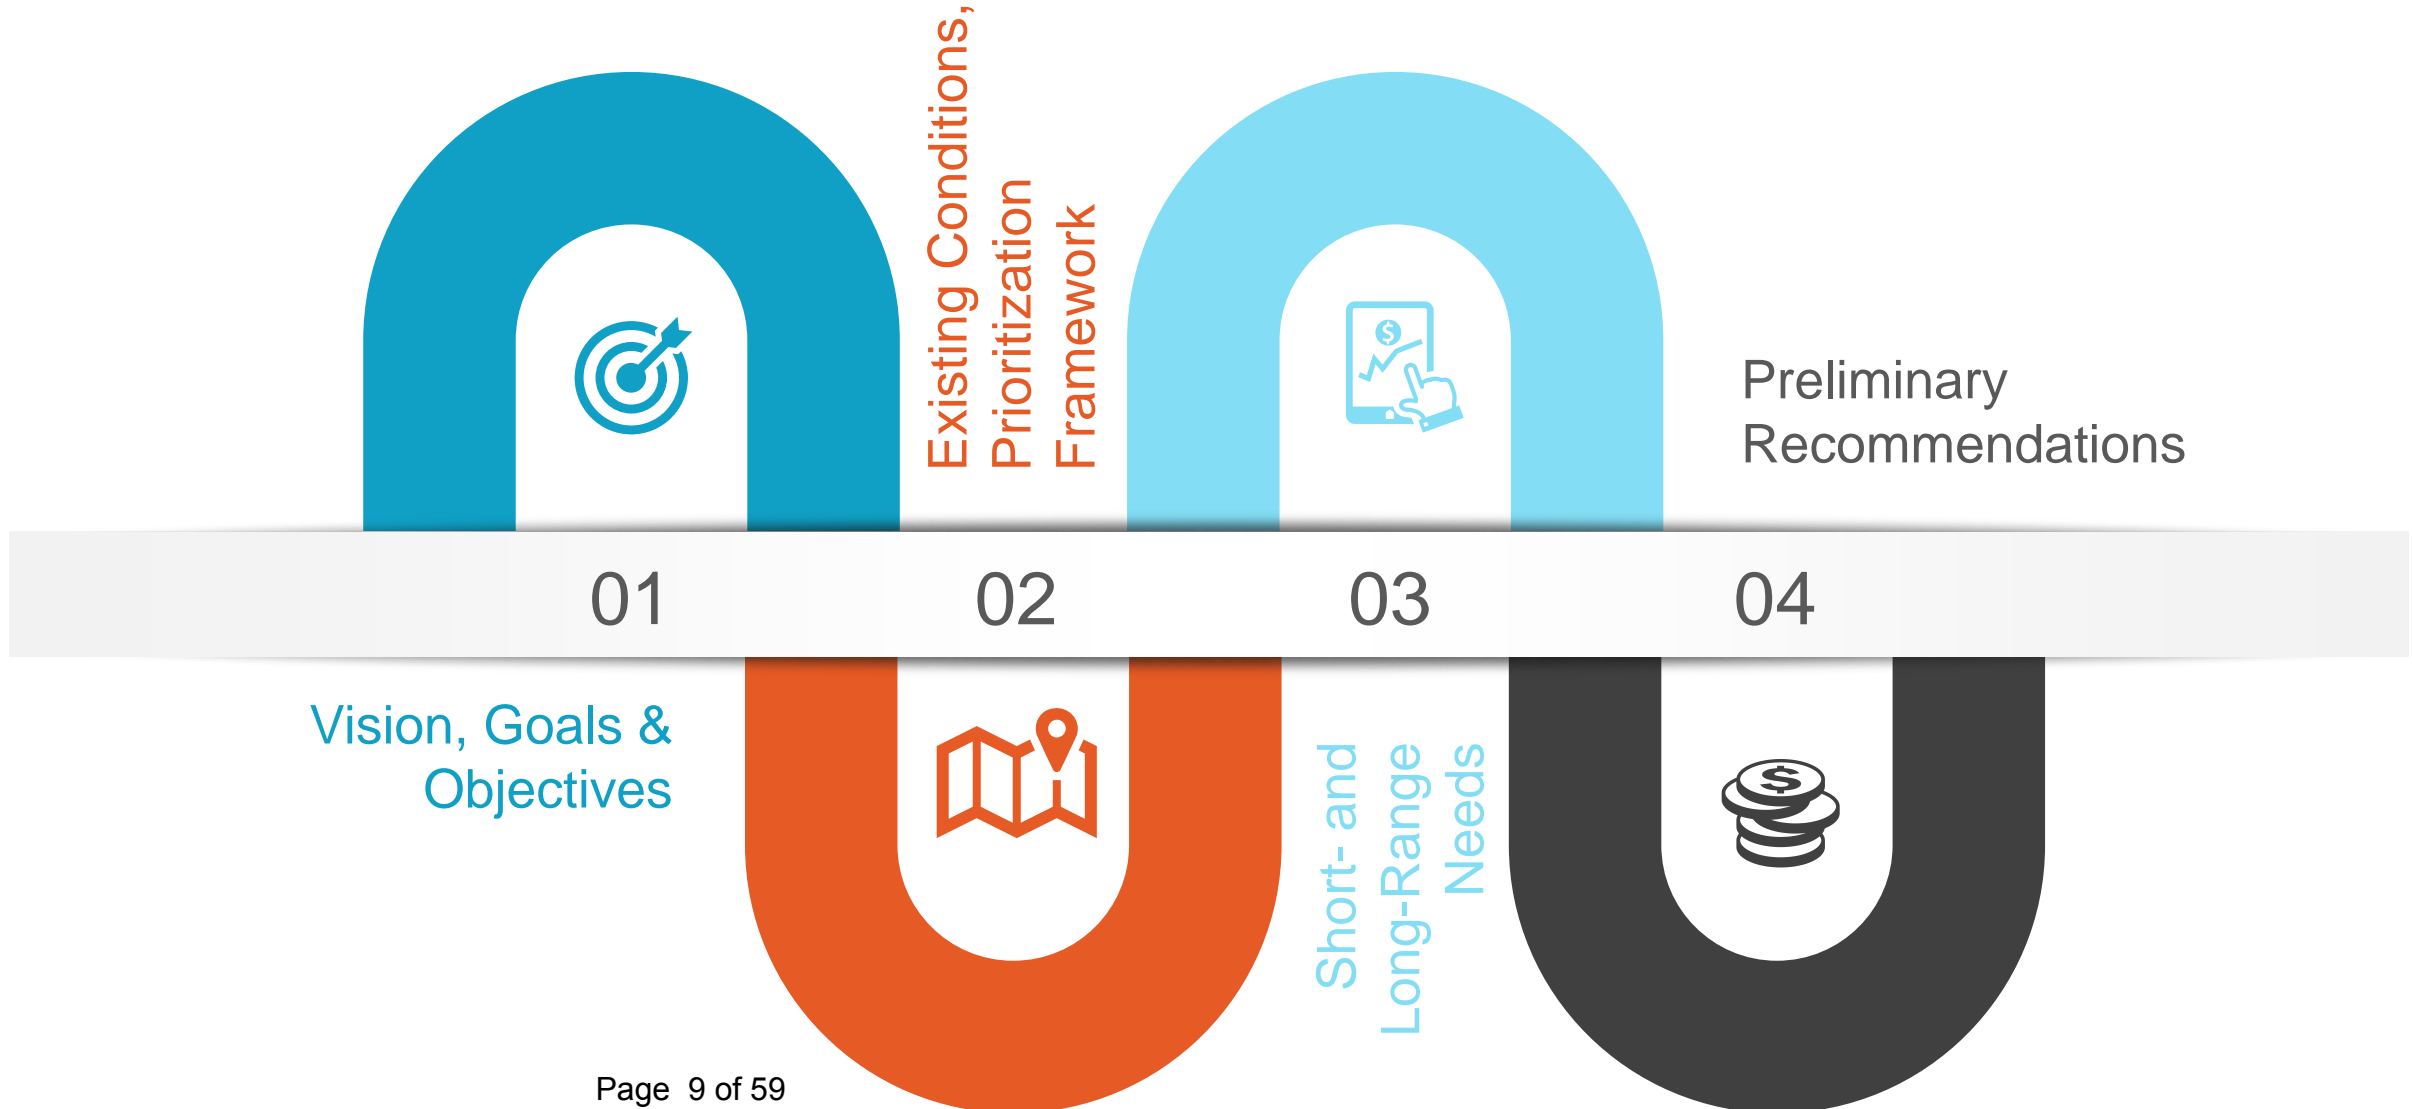 Existing Conditions,
Prioritization
Framework
$
Preliminary
Recommendations
01
02
03
04
Vision, Goals &
Objectives
Short- and
Long-Range
Needs
$
Page 9 of 59